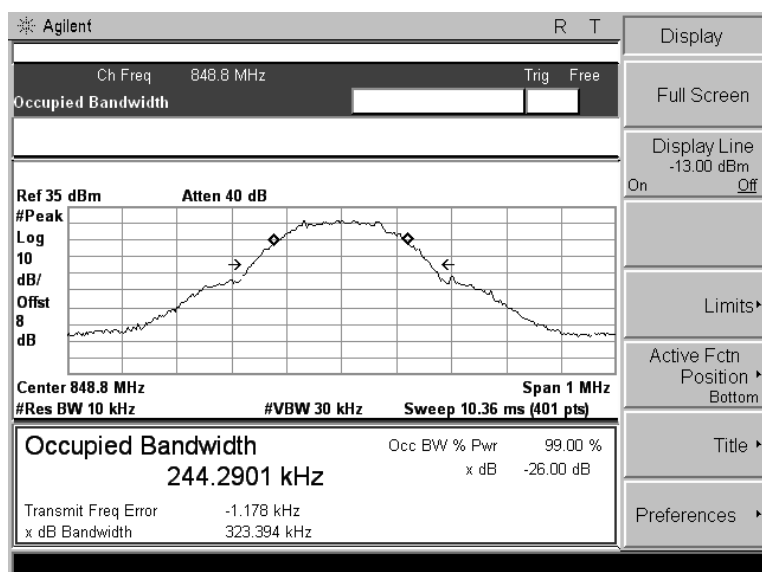 Agilent R T
Ch Freq 848.8 MHz Trig Free
Occupied Bandwidth
Ref 35 dBm Atten 40 dB
#Peak
Log
10
dB/
Offst
8
dB
Center 848.8 MHz Span 1 MHz
#Res BW 10 kHz #VBW 30 kHz Sweep 10.36 ms (401 pts)
Occupied Bandwidth
244.2901 kHz
Occ BW % Pwr 99.00 %
x dB -26.00 dB
Transmit Freq Error -1.178 kHz
x dB Bandwidth 323.394 kHz
Display
Full Screen
Display Line
-13.00 dBm
On Off
Limits
Active Fctn
Position
Bottom
Title
Preferences